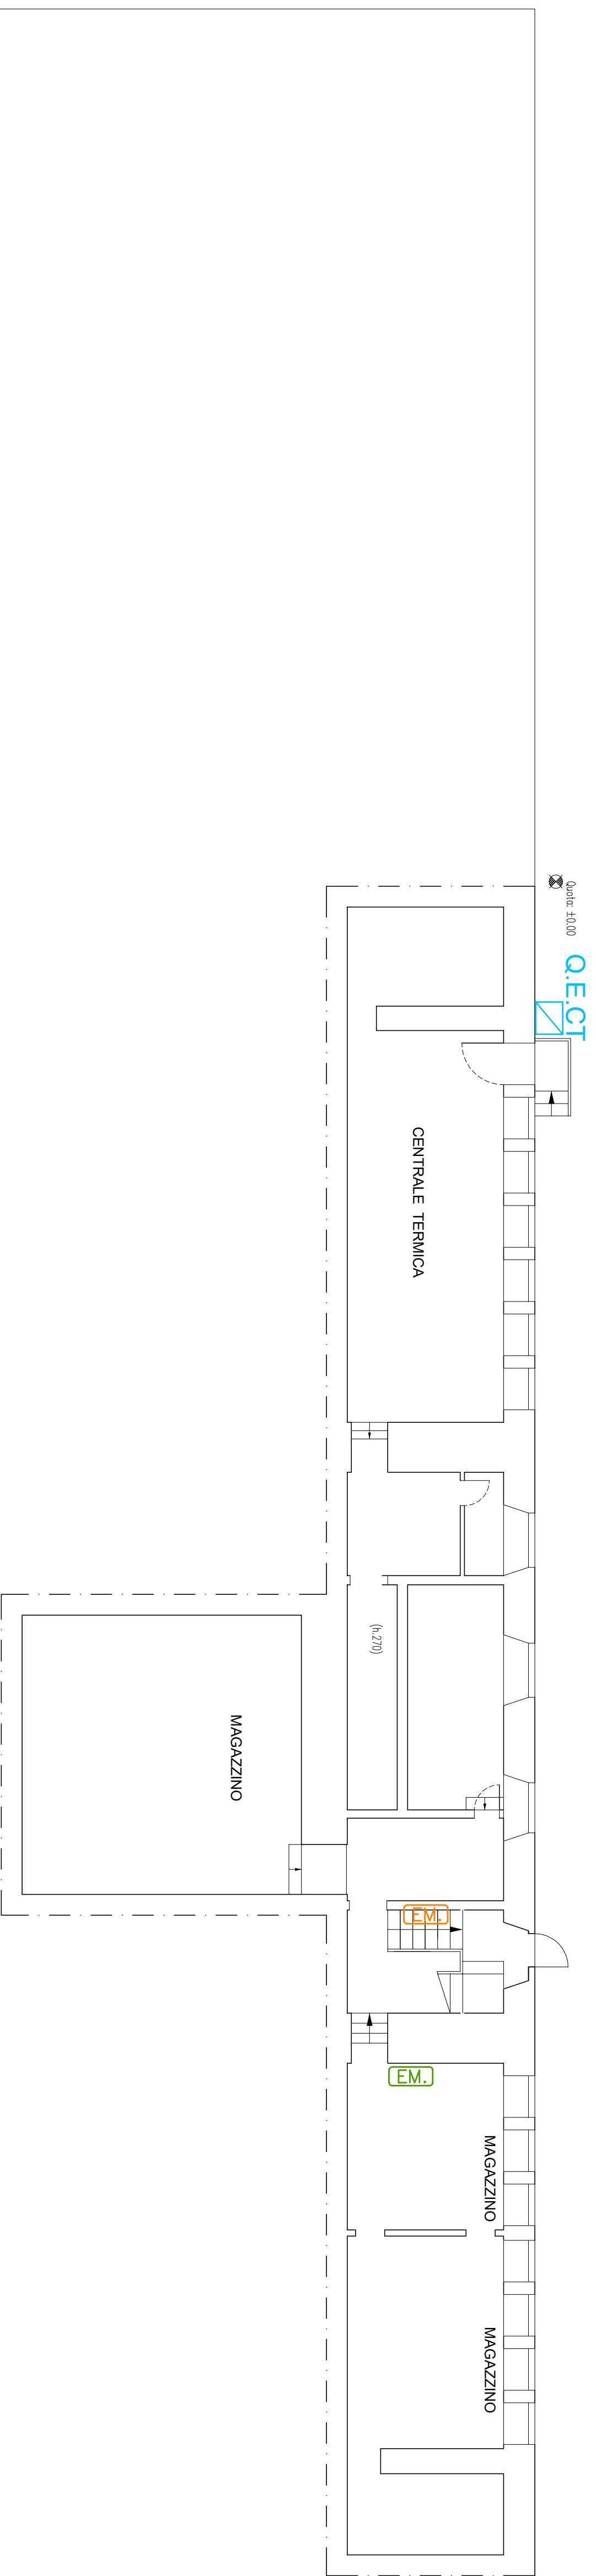 Quota: ±0.00
Q.E.CT
CENTRALE TERMICA
(h.270)
MAGAZZINO
EM.
EM.
MAGAZZINO
MAGAZZINO